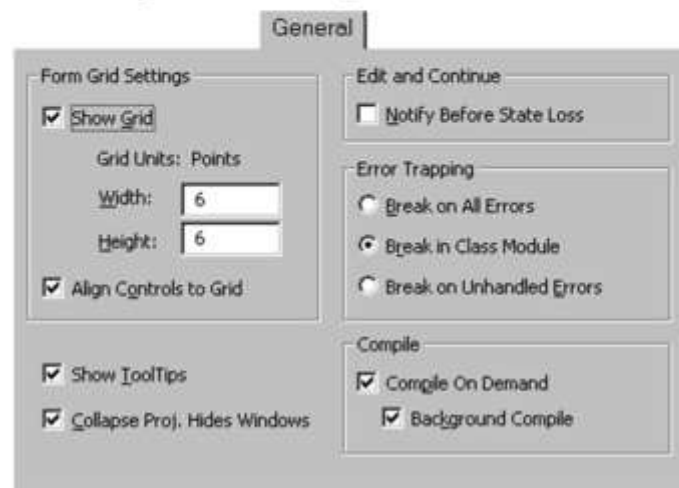 General
Form Grid Settings
Show Grid
Grid Units: Points
Width: 6
Height: 6
Align Controls to Grid
Show ToolTips
Collapse Proj. Hides Windows
Edit and Continue
Notify Before State Loss
Error Trapping
Break on All Errors
Break in Class Module
Break on Unhandled Errors
Compile
Compile On Demand
Background Compile